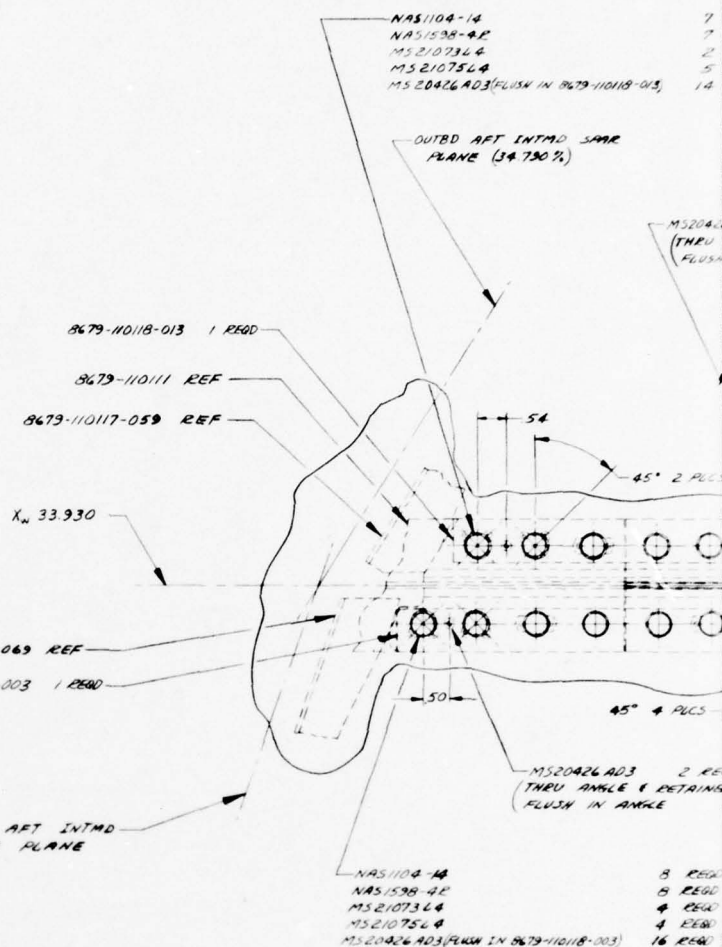 NAS1104-14 7
NAS1598-4R 7
MS21073L4 2
MS21075L4 5
MS20426AD3 (FLUSH IN 8679-110118-013) 14
OUTBD AFT INTMD SPAR
PLANE (34.790%)
MS2042
(THRU
FLUSH
8679-110118-013 1 REQD
8679-110111 REF
8679-110117-059 REF
.54
45° 2 PLCS
XW 33.930
069 REF
003 1 REQD
.50
45° 4 PLCS
MS20426AD3 2 RE
(THRU ANGLE & RETAINE
FLUSH IN ANGLE
AFT INTMD
PLANE
NAS1104-14 8 REQD
NAS1598-4R 8 REQD
MS21073L4 4 REQD
MS21075L4 4 REQD
MS20426AD3 (FLUSH IN 8679-110118-003) 16 REQD